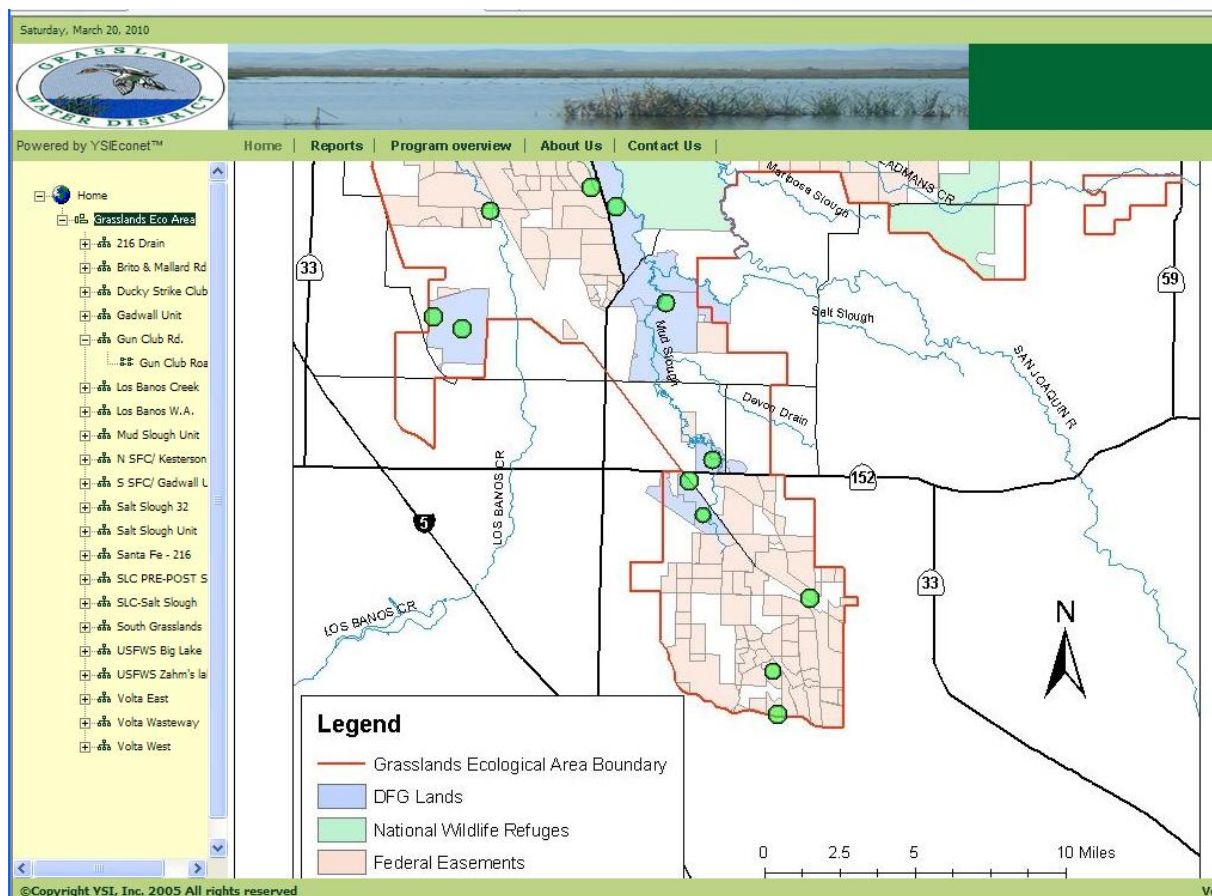 Saturday, March 20, 2010
GRASSLAND
WATER DISTRICT
Powered by YSIEconet™
Home | Reports | Program overview | About Us | Contact Us |
Home
Grasslands Eco Area
216 Drain
Brito & Mallard Rd
Ducky Strike Club
Gadwall Unit
Gun Club Rd.
Gun Club Roa
Los Banos Creek
Los Banos W.A.
Mud Slough Unit
N SFC/ Kesterson
S SFC/ Gadwall U
Salt Slough 32
Salt Slough Unit
Santa Fe - 216
SLC PRE-POST S
SLC-Salt Slough
South Grasslands
USFWS Big Lake
USFWS Zahm's la
Volta East
Volta Wasteway
Volta West
Mariposa Slough
EADMANS CR
33
59
Salt Slough
Mud Slough
SAN JOAQUIN R
Devon Drain
LOS BANOS CR
152
5
33
LOS BANOS CR
N
Legend
Grasslands Ecological Area Boundary
DFG Lands
National Wildlife Refuges
Federal Easements
0 2.5 5 10 Miles
©Copyright YSI, Inc. 2005 All rights reserved
Ve